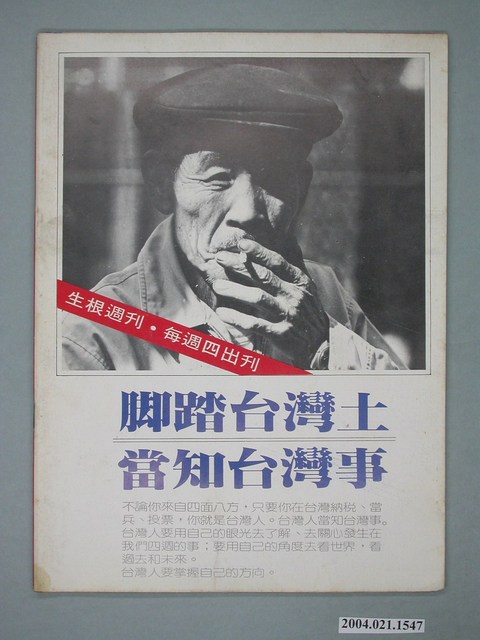 生根週刊・每週四出刊
脚踏台灣土
當知台灣事
不論你來自四面八方，只要你在台灣納稅、當
兵、投票，你就是台灣人。台灣人當知台灣事。
台灣人要用自己的眼光去了解、去關心發生在
我們四週的事；要用自己的角度去看世界，看
過去和未來。
台灣人要掌握自己的方向。
2004.021.1547